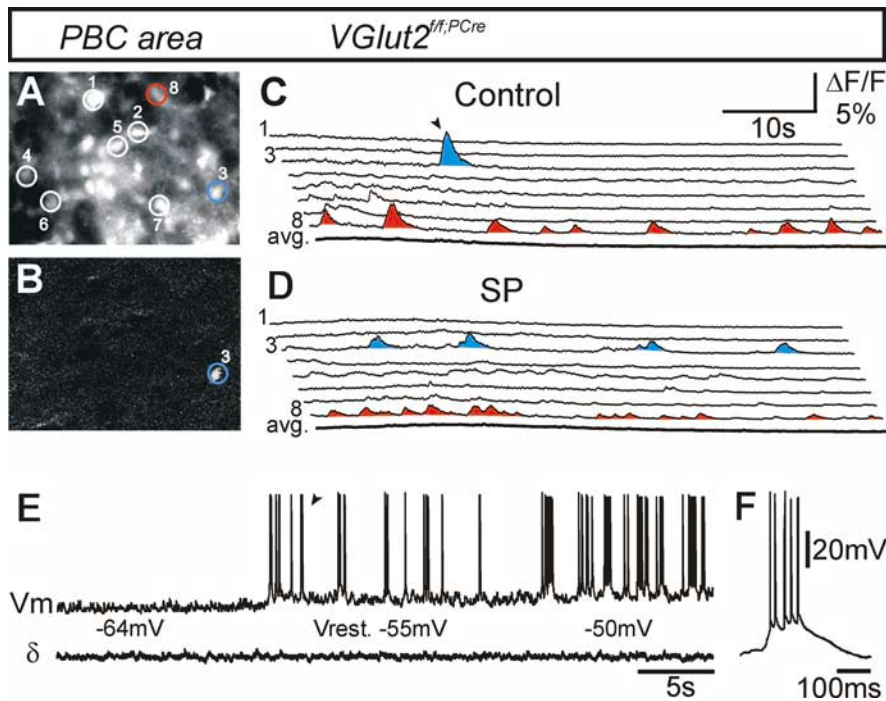 PBC area VGlut2 f/f;PCre
A
1
8
2
5
4
3
6
7
B
3
C
Control
ΔF/F
5%
10s
1
3
8
avg.
D
SP
1
3
8
avg.
E
Vm
-64mV Vrest. -55mV -50mV
δ
5s
F
20mV
100ms